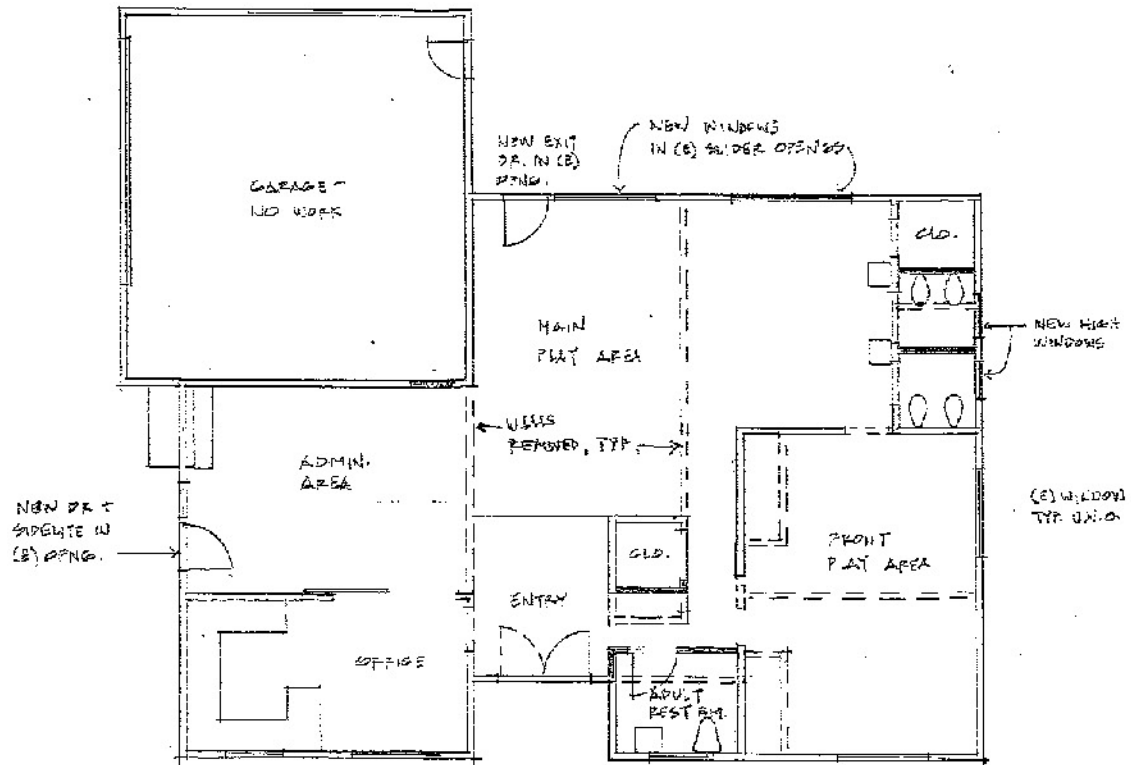 NEW EXIT
DR. IN (E)
OPNG.
NEW WINDOWS
IN (E) SLIDER OPENGS
GARAGE -
NO WORK
CLO.
MAIN
PLAY AREA
NEW HIGH
WINDOWS
WALLS
REMOVED, TYP.
ADMIN.
AREA
NEW DR +
SIDELITE IN
(E) OPNG.
(E) WINDOW
TYP. U.N.O.
FRONT
PLAY AREA
CLO.
ENTRY
OFFICE
ADULT
REST RM.